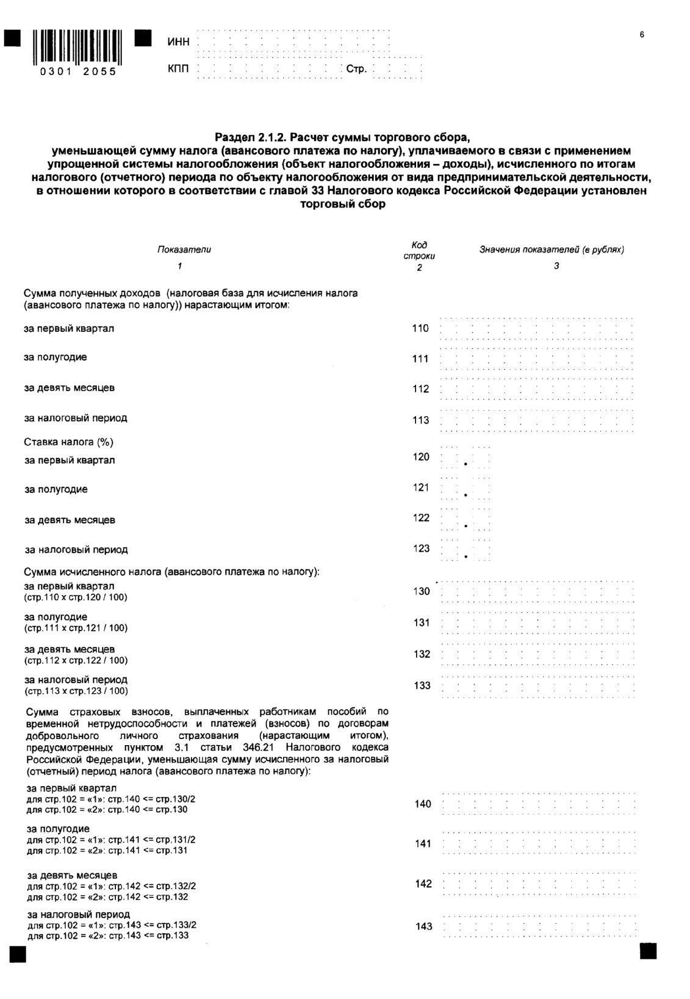 6
ИНН
0301 2055
КПП Стр.
Раздел 2.1.2. Расчет суммы торгового сбора,
уменьшающей сумму налога (авансового платежа по налогу), уплачиваемого в связи с применением
упрощенной системы налогообложения (объект налогообложения – доходы), исчисленного по итогам
налогового (отчетного) периода по объекту налогообложения от вида предпринимательской деятельности,
в отношении которого в соответствии с главой 33 Налогового кодекса Российской Федерации установлен
торговый сбор
Показатели Код строки Значения показателей (в рублях)
1 2 3
Сумма полученных доходов (налоговая база для исчисления налога
(авансового платежа по налогу)) нарастающим итогом:
за первый квартал 110
за полугодие 111
за девять месяцев 112
за налоговый период 113
Ставка налога (%)
за первый квартал 120 .
за полугодие 121 .
за девять месяцев 122 .
за налоговый период 123 .
Сумма исчисленного налога (авансового платежа по налогу):
за первый квартал
(стр.110 х стр.120 / 100) 130
за полугодие
(стр.111 х стр.121 / 100) 131
за девять месяцев
(стр.112 х стр.122 / 100) 132
за налоговый период
(стр.113 х стр.123 / 100) 133
Сумма страховых взносов, выплаченных работникам пособий по
временной нетрудоспособности и платежей (взносов) по договорам
добровольного личного страхования (нарастающим итогом),
предусмотренных пунктом 3.1 статьи 346.21 Налогового кодекса
Российской Федерации, уменьшающая сумму исчисленного за налоговый
(отчетный) период налога (авансового платежа по налогу):
за первый квартал
для стр.102 = «1»: стр.140 <= стр.130/2
для стр.102 = «2»: стр.140 <= стр.130 140
за полугодие
для стр.102 = «1»: стр.141 <= стр.131/2
для стр.102 = «2»: стр.141 <= стр.131 141
за девять месяцев
для стр.102 = «1»: стр.142 <= стр.132/2
для стр.102 = «2»: стр.142 <= стр.132 142
за налоговый период
для стр.102 = «1»: стр.143 <= стр.133/2
для стр.102 = «2»: стр.143 <= стр.133 143